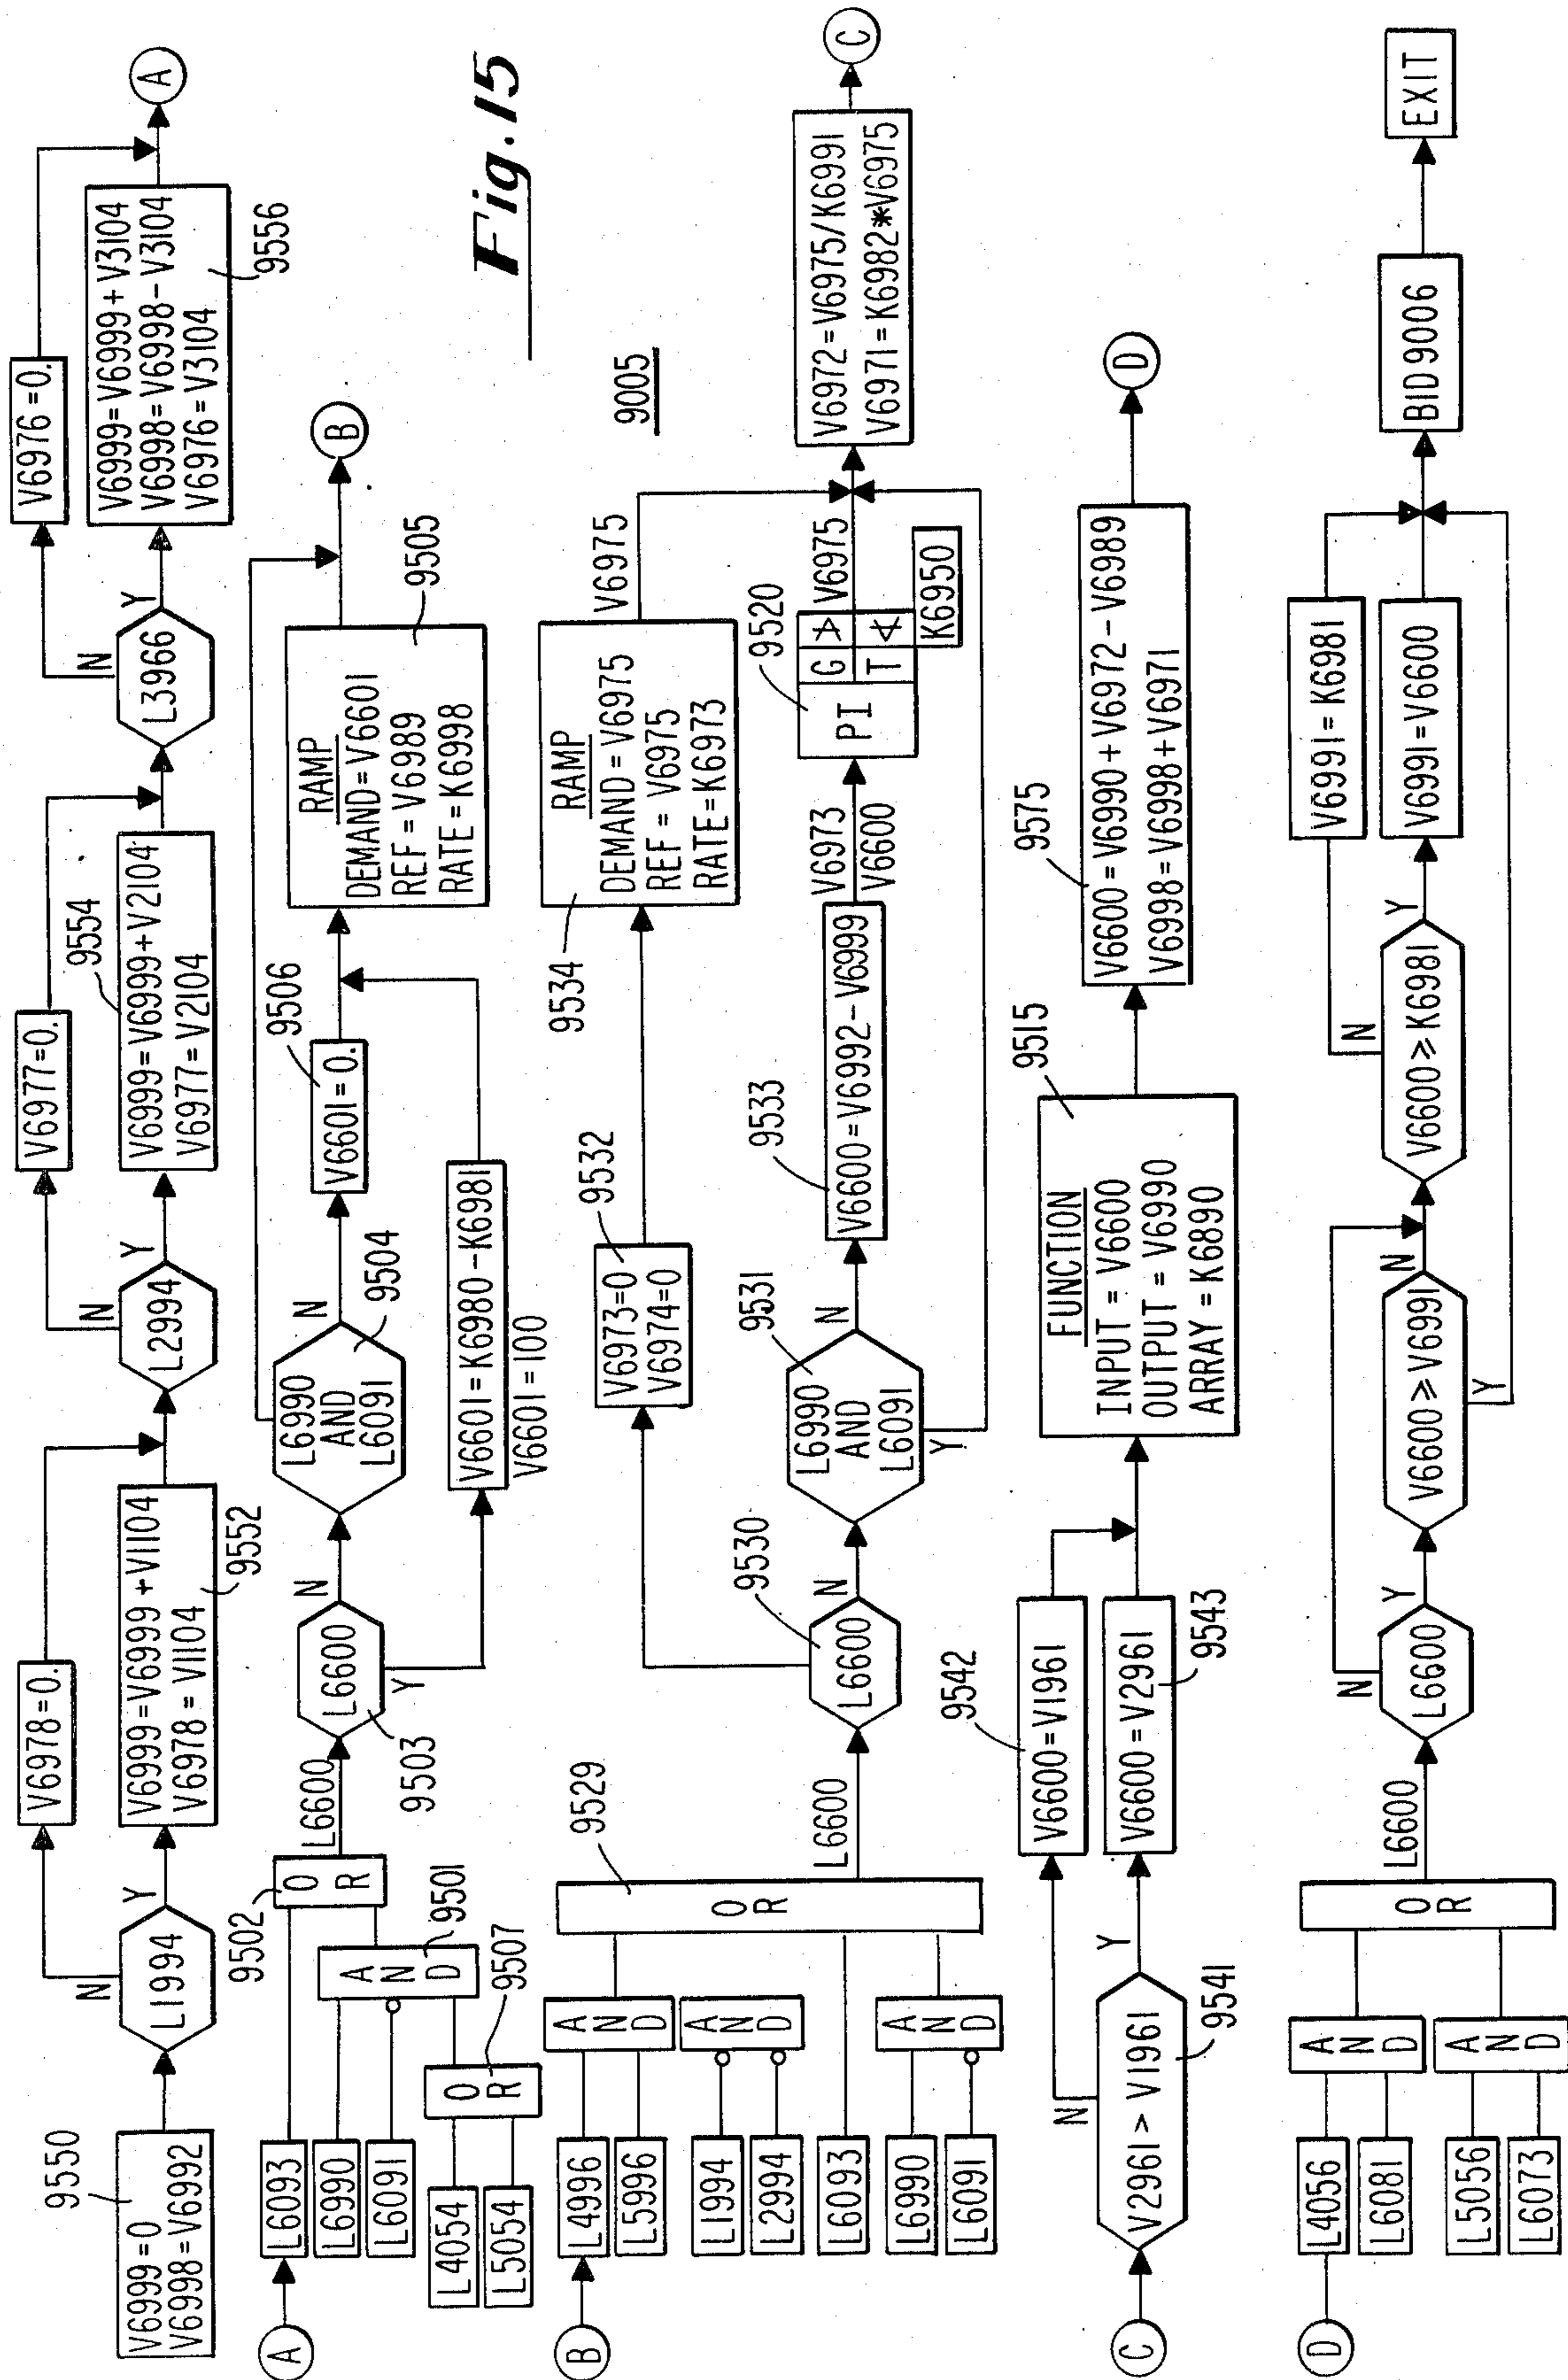 Fig. 15
9005
9550
V6999=0
V6998=V6992
L1994
N
Y
V6978=0.
V6999=V6999+V1104
V6978=V1104
9552
L2994
N
Y
V6977=0.
9554
V6999=V6999+V2104
V6977=V2104
L3966
N
Y
V6976=0.
V6999=V6999+V3104
V6998=V6998-V3104
V6976=V3104
9556
A
A
L6093
L6990
L6091
L4054
L5054
OR
9507
AND
9501
9502
OR
L6600
L6600
9503
N
Y
L6990
AND
L6091
9504
N
V6601=0.
9506
V6601=K6980-K6981
V6601=100
RAMP
DEMAND=V6601
REF=V6989
RATE=K6998
9505
B
B
L4996
L5996
L1994
L2994
L6093
L6990
L6091
AND
AND
AND
OR
9529
L6600
L6600
9530
N
V6973=0
V6974=0
9532
L6990
AND
L6091
9531
N
Y
V6600=V6992-V6999
9533
RAMP
DEMAND=V6975
REF=V6975
RATE=K6973
9534
V6975
V6973
V6600
PI
G
T
>
<
9520
V6975
K6950
V6972=V6975/K6991
V6971=K6982*V6975
C
C
V2961 > V1961
9541
N
Y
V6600=V1961
9542
V6600=V2961
9543
FUNCTION
INPUT=V6600
OUTPUT=V6990
ARRAY=K6890
9515
V6600=V6990+V6972-V6989
V6998=V6998+V6971
9575
D
D
L4056
L6081
L5056
L6073
AND
AND
OR
L6600
L6600
N
Y
V6600≥V6991
N
Y
V6600≥K6981
N
Y
V6991=K6981
V6991=V6600
BID9006
EXIT